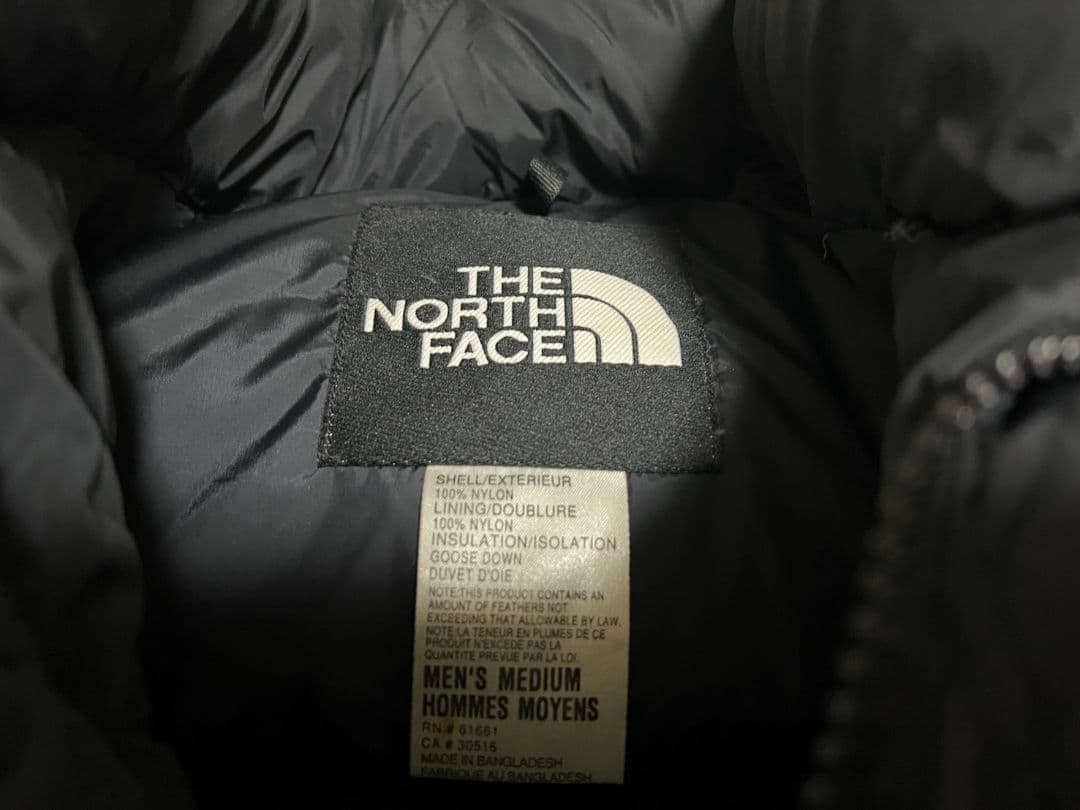 THE
NORTH
FACE
SHELL/EXTERIEUR
100% NYLON
LINING/DOUBLURE
100% NYLON
INSULATION/ISOLATION
GOOSE DOWN
DUVET D'OIE
NOTE:THIS PRODUCT CONTAINS AN
AMOUNT OF FEATHERS NOT
EXCEEDING THAT ALLOWABLE BY LAW.
NOTE:LA TENEUR EN PLUMES DE CE
PRODUIT N'EXCEDE PAS LA
QUANTITE PREVUE PAR LA LOI.
MEN'S MEDIUM
HOMMES MOYENS
RN # 61661
CA # 30516
MADE IN BANGLADESH
FABRIQUE AU BANGLADESH